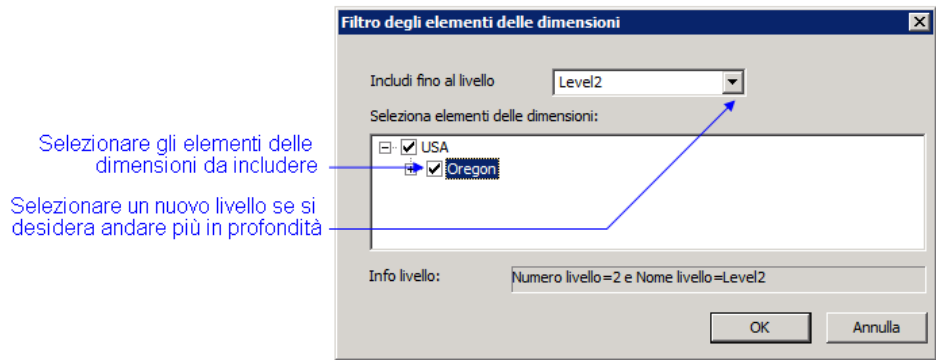 Filtro degli elementi delle dimensioni
Includi fino al livello
Level2
Seleziona elementi delle dimensioni:
Selezionare gli elementi delle
dimensioni da includere
USA
Oregon
Selezionare un nuovo livello se si
desidera andare più in profondità
Info livello:
Numero livello=2 e Nome livello=Level2
OK
Annulla